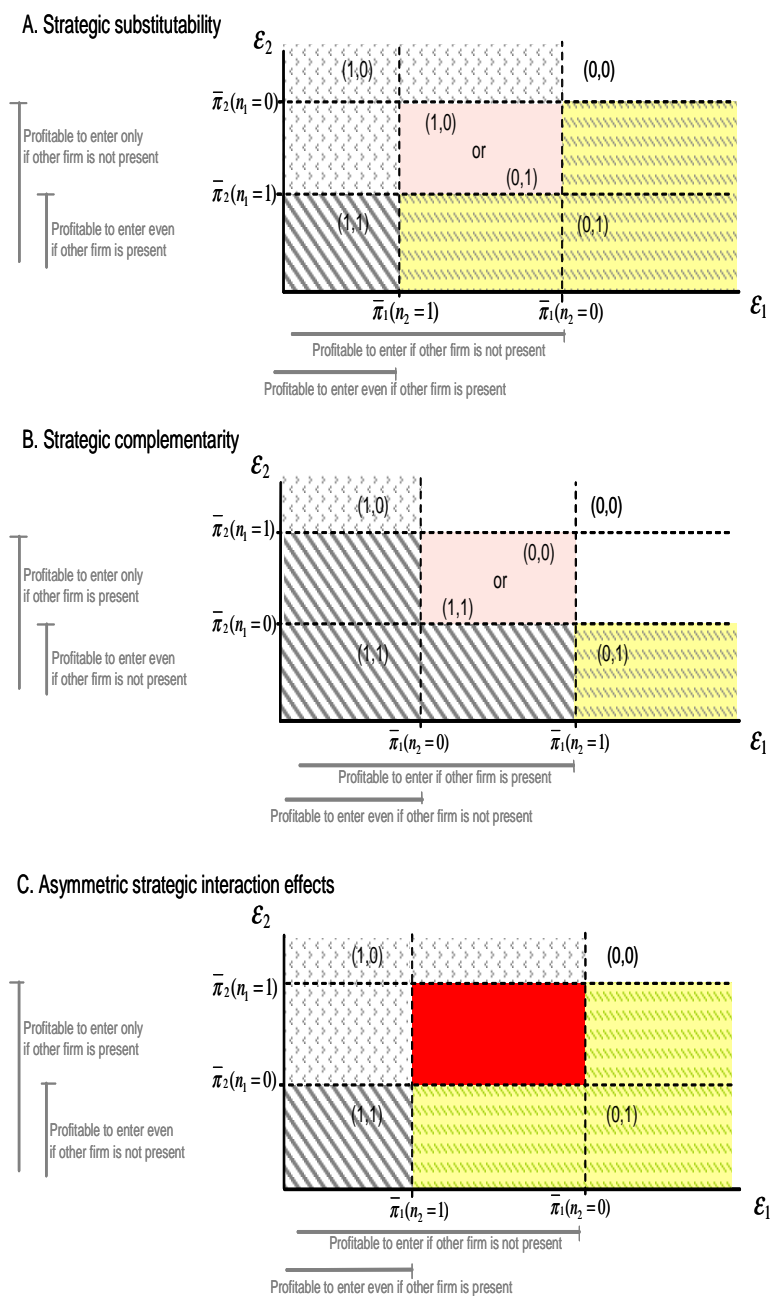 A. Strategic substitutability
ε₂
(1,0)
(0,0)
π̅₂(n₁=0)
Profitable to enter only
if other firm is not present
(1,0)
or
(0,1)
π̅₂(n₁=1)
Profitable to enter even
if other firm is present
(1,1)
(0,1)
π̅₁(n₂=1)
π̅₁(n₂=0)
ε₁
Profitable to enter if other firm is not present
Profitable to enter even if other firm is present
B. Strategic complementarity
ε₂
(1,0)
(0,0)
π̅₂(n₁=1)
Profitable to enter only
if other firm is present
(0,0)
or
(1,1)
π̅₂(n₁=0)
Profitable to enter even
if other firm is not present
(1,1)
(0,1)
π̅₁(n₂=0)
π̅₁(n₂=1)
ε₁
Profitable to enter if other firm is present
Profitable to enter even if other firm is not present
C. Asymmetric strategic interaction effects
ε₂
(1,0)
(0,0)
π̅₂(n₁=1)
Profitable to enter only
if other firm is present
π̅₂(n₁=0)
Profitable to enter even
if other firm is not present
(1,1)
(0,1)
π̅₁(n₂=1)
π̅₁(n₂=0)
ε₁
Profitable to enter if other firm is not present
Profitable to enter even if other firm is present